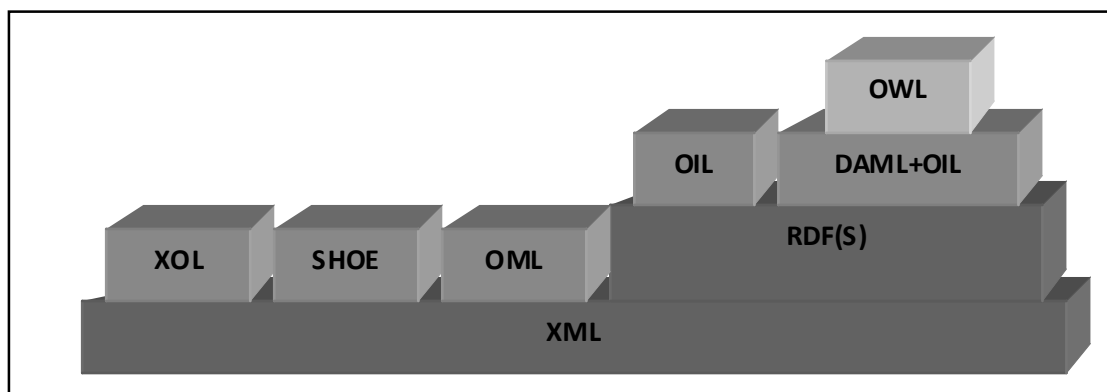 OWL
OIL
DAML+OIL
RDF(S)
XOL
SHOE
OML
XML